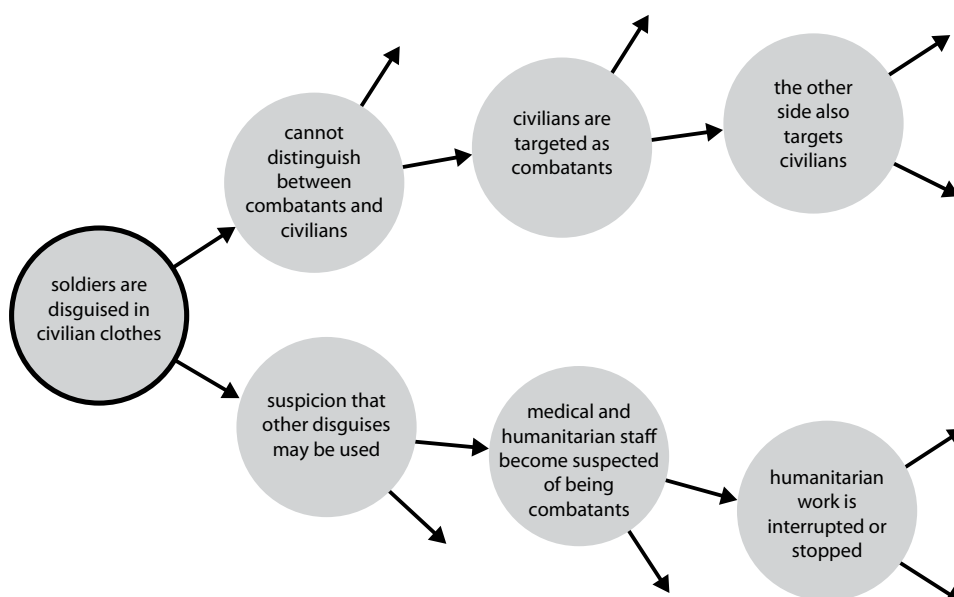 soldiers are
disguised in
civilian clothes
cannot
distinguish
between
combatants and
civilians
civilians are
targeted as
combatants
the other
side also
targets
civilians
suspicion that
other disguises
may be used
medical and
humanitarian staff
become suspected
of being
combatants
humanitarian
work is
interrupted or
stopped